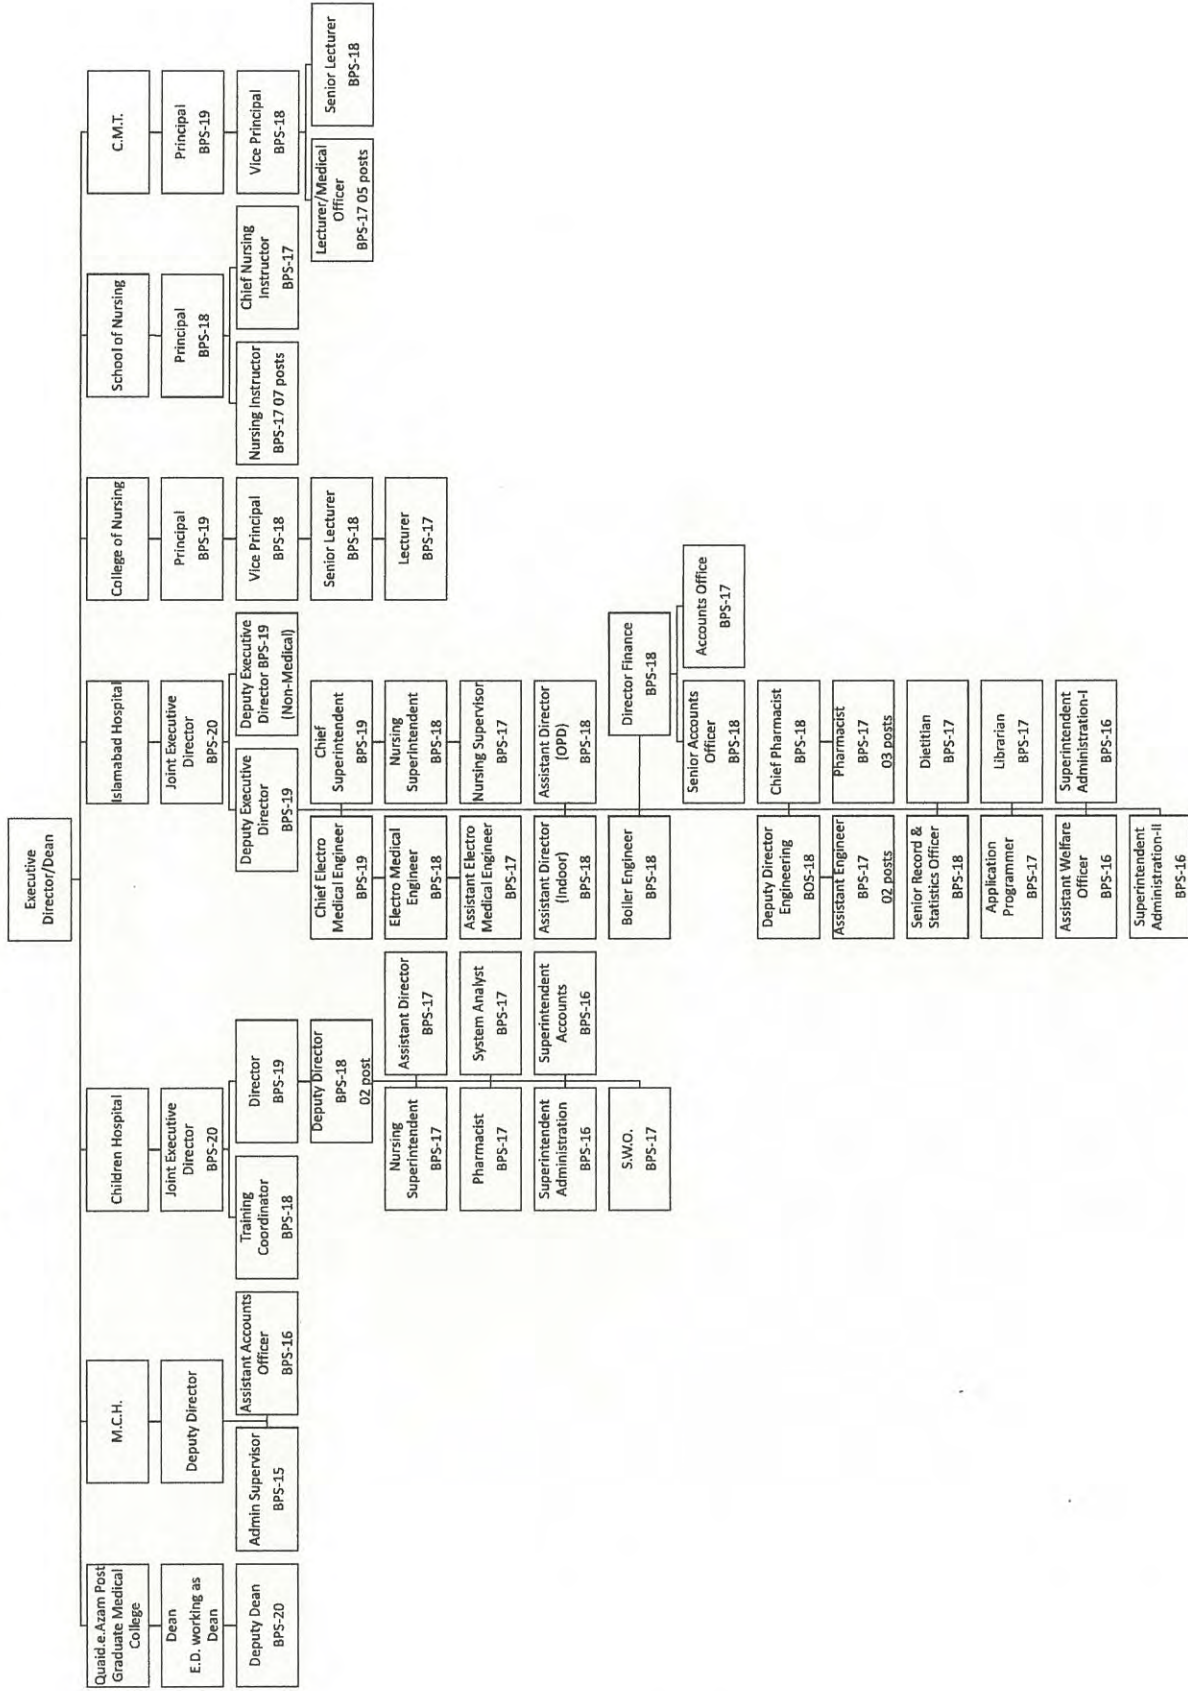 Executive
Director/Dean
Quaid.e.Azam Post
Graduate Medical
College
Dean
E.D. working as
Dean
Deputy Dean
BPS-20
M.C.H.
Deputy Director
Admin Supervisor
BPS-15
Assistant Accounts
Officer
BPS-16
Children Hospital
Joint Executive
Director
BPS-20
Training
Coordinator
BPS-18
Director
BPS-19
Deputy Director
BPS-18
02 post
Nursing
Superintendent
BPS-17
Assistant Director
BPS-17
Pharmacist
BPS-17
System Analyst
BPS-17
Superintendent
Administration
BPS-16
Superintendent
Accounts
BPS-16
S.W.O.
BPS-17
Islamabad Hospital
Joint Executive
Director
BPS-20
Deputy Executive
Director
BPS-19
Deputy Executive
Director BPS-19
(Non-Medical)
Chief Electro
Medical Engineer
BPS-19
Chief
Superintendent
BPS-19
Electro Medical
Engineer
BPS-18
Nursing
Superintendent
BPS-18
Assistant Electro
Medical Engineer
BPS-17
Nursing Supervisor
BPS-17
Assistant Director
(Indoor)
BPS-18
Assistant Director
(OPD)
BPS-18
Boiler Engineer
BPS-18
Director Finance
BPS-18
Senior Accounts
Officer
BPS-18
Accounts Office
BPS-17
Deputy Director
Engineering
BOS-18
Chief Pharmacist
BPS-18
Assistant Engineer
BPS-17
02 posts
Pharmacist
BPS-17
03 posts
Senior Record &
Statistics Officer
BPS-18
Dietitian
BPS-17
Application
Programmer
BPS-17
Librarian
BPS-17
Assistant Welfare
Officer
BPS-16
Superintendent
Administration-I
BPS-16
Superintendent
Administration-II
BPS-16
College of Nursing
Principal
BPS-19
Vice Principal
BPS-18
Senior Lecturer
BPS-18
Lecturer
BPS-17
School of Nursing
Principal
BPS-18
Nursing Instructor
BPS-17 07 posts
Chief Nursing
Instructor
BPS-17
C.M.T.
Principal
BPS-19
Vice Principal
BPS-18
Lecturer/Medical
Officer
BPS-17 05 posts
Senior Lecturer
BPS-18